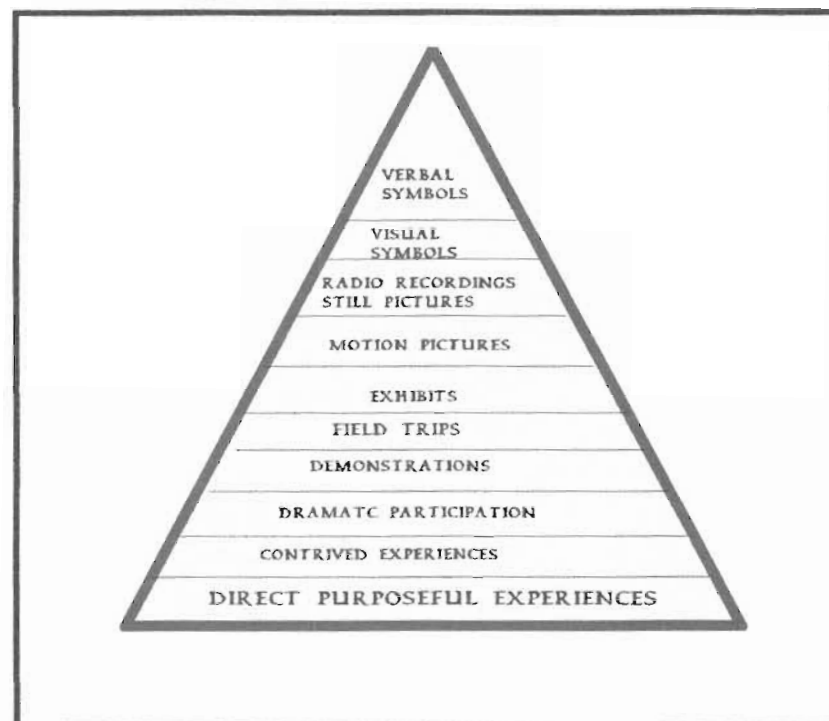 VERBAL
SYMBOLS
VISUAL
SYMBOLS
RADIO RECORDINGS
STILL PICTURES
MOTION PICTURES
EXHIBITS
FIELD TRIPS
DEMONSTRATIONS
DRAMATC PARTICIPATION
CONTRIVED EXPERIENCES
DIRECT PURPOSEFUL EXPERIENCES